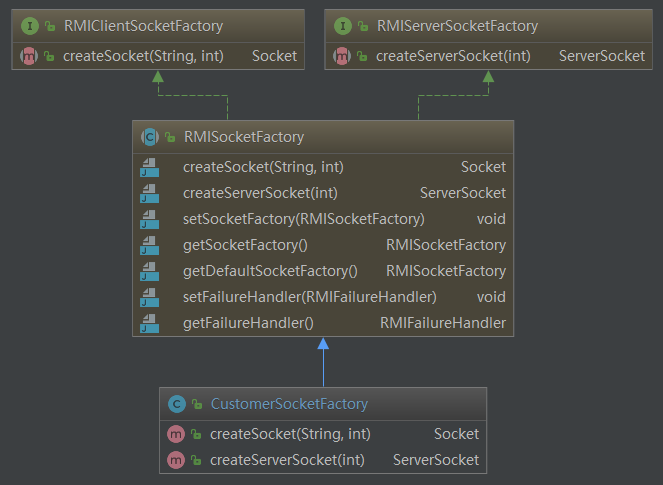 RMIClientSocketFactory
createSocket(String, int) Socket
RMIServerSocketFactory
createServerSocket(int) ServerSocket
RMISocketFactory
createSocket(String, int) Socket
createServerSocket(int) ServerSocket
setSocketFactory(RMISocketFactory) void
getSocketFactory() RMISocketFactory
getDefaultSocketFactory() RMISocketFactory
setFailureHandler(RMIFailureHandler) void
getFailureHandler() RMIFailureHandler
CustomerSocketFactory
createSocket(String, int) Socket
createServerSocket(int) ServerSocket